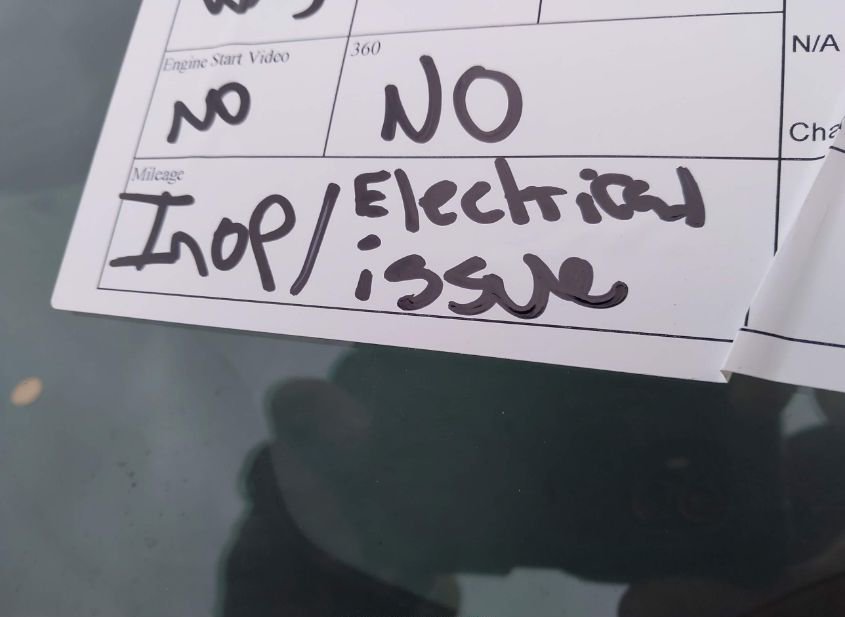 Engine Start Video
360
N/A
NO
NO
Mileage
Inop/ Electrical
issue